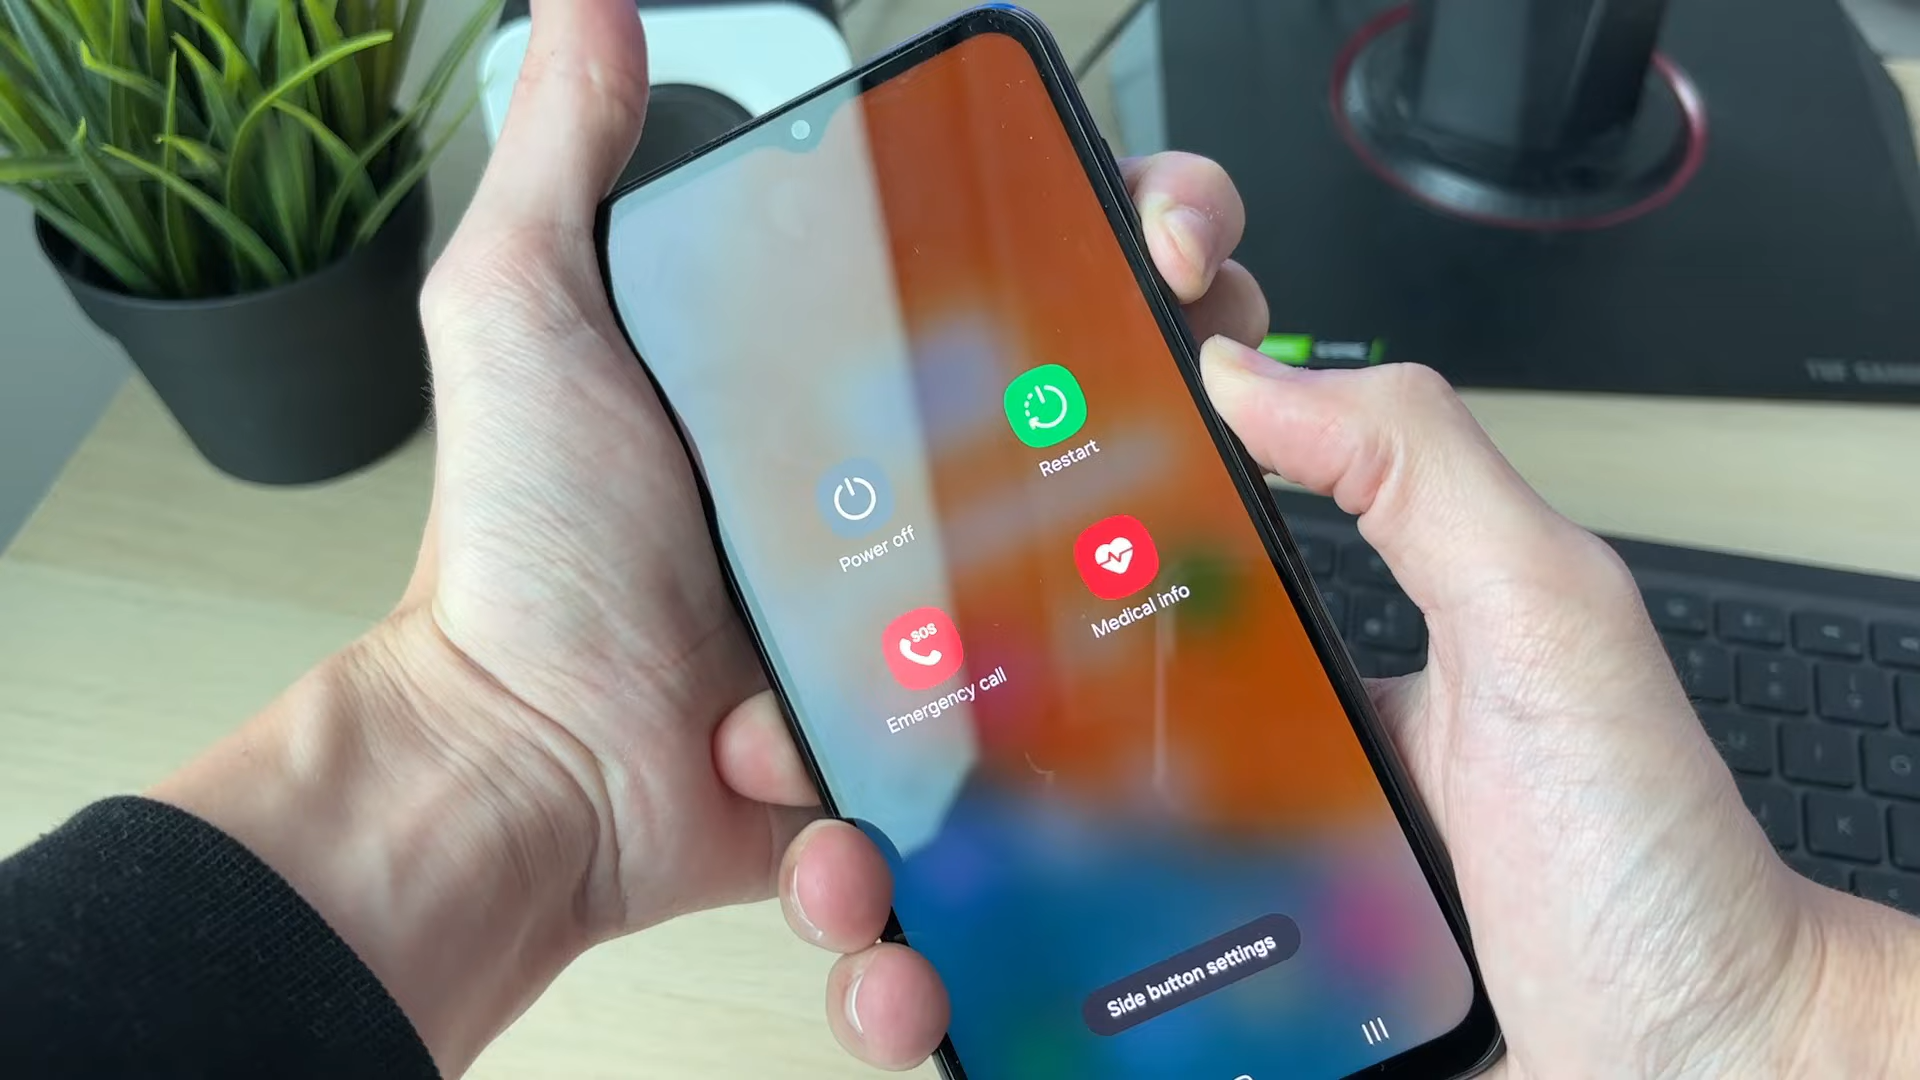 Restart
Power off
Medical info
SOS
Emergency call
Side button settings
K